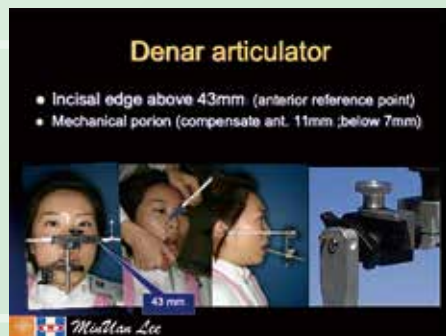 Denar articulator
• Incisal edge above 43mm (anterior reference point)
• Mechanical porion (compensate ant. 11mm ;below 7mm)
43 mm
MinUan Lee